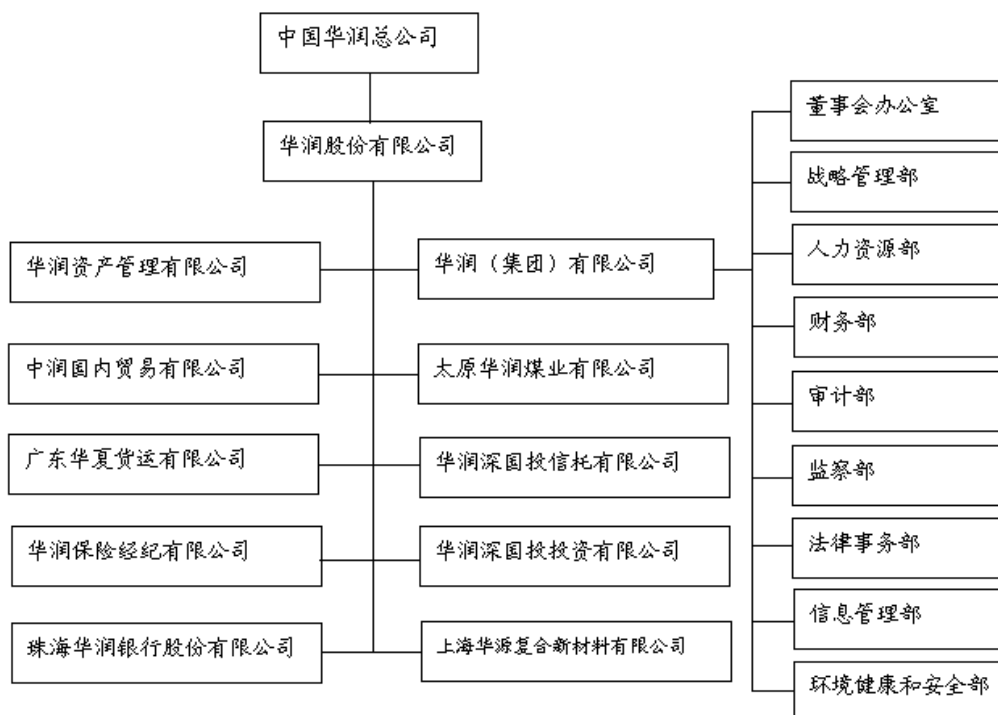 中国华润总公司
华润股份有限公司
华润资产管理有限公司
华润（集团）有限公司
中润国内贸易有限公司
太原华润煤业有限公司
广东华夏货运有限公司
华润深国投信托有限公司
华润保险经纪有限公司
华润深国投投资有限公司
珠海华润银行股份有限公司
上海华源复合新材料有限公司
董事会办公室
战略管理部
人力资源部
财务部
审计部
监察部
法律事务部
信息管理部
环境健康和安全部